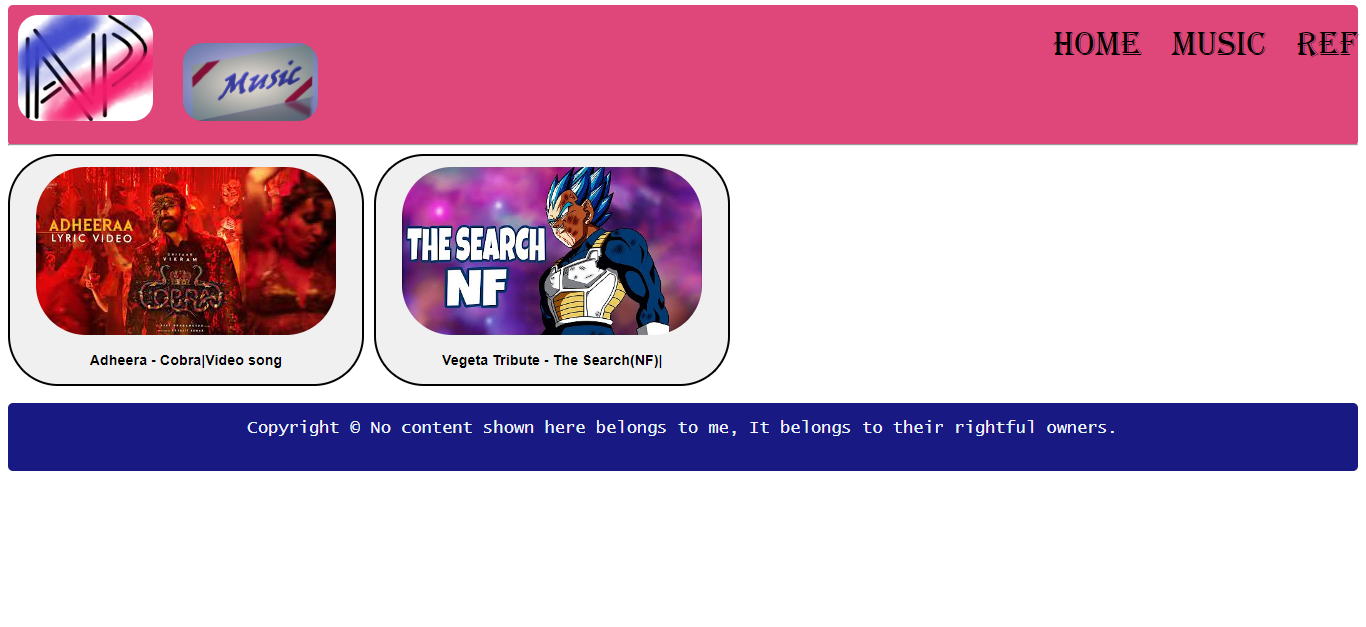 AP
Music
HOME MUSIC REF
ADHEERAA
LYRIC VIDEO
VIKRAM
COBRA
THE SEARCH
NF
Adheera - Cobra|Video song
Vegeta Tribute - The Search(NF)|
Copyright © No content shown here belongs to me, It belongs to their rightful owners.